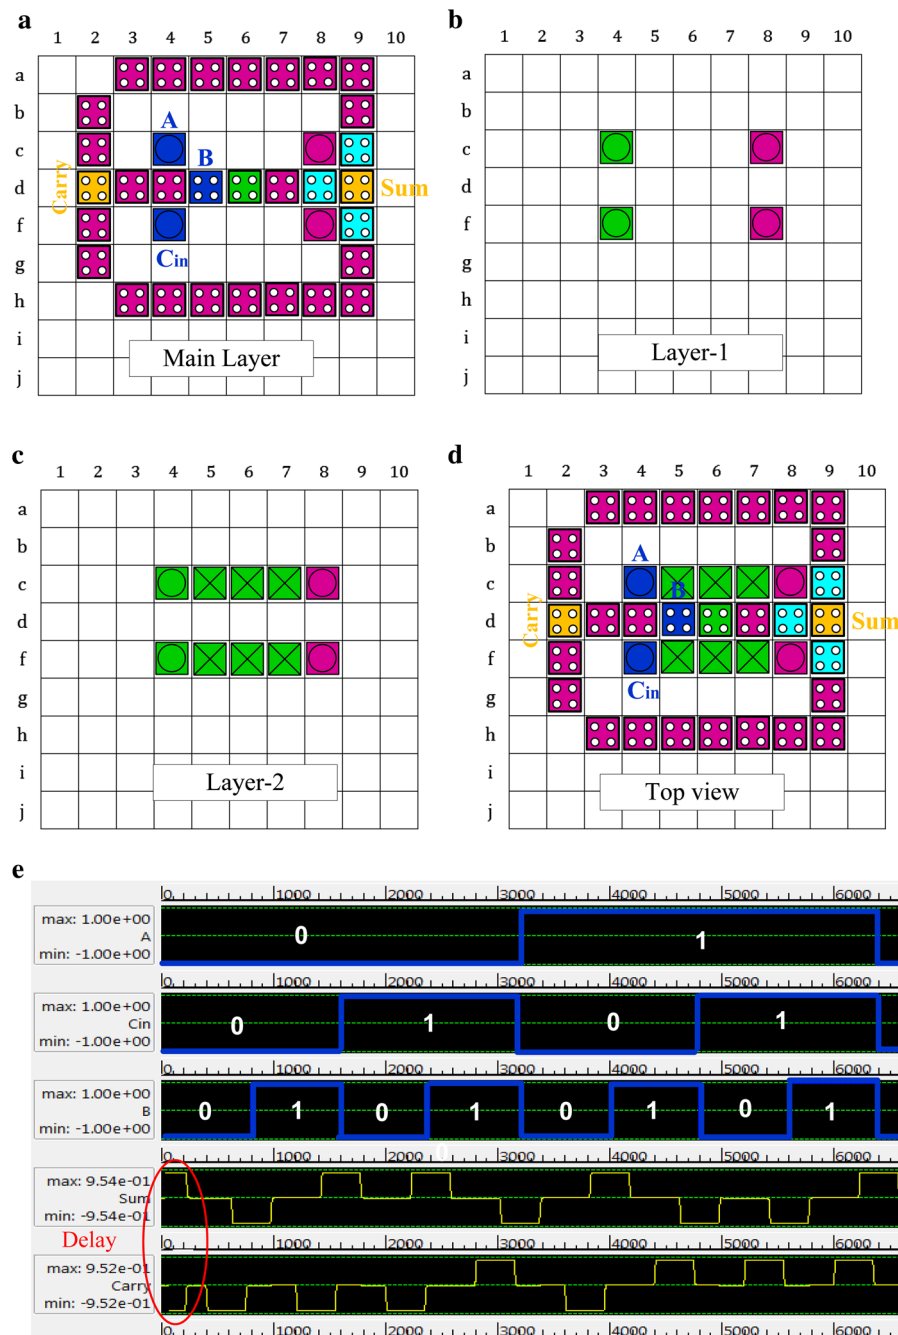 a
1 2 3 4 5 6 7 8 9 10
a
b
A
c
B
d
Carry
Sum
f
Cin
g
h
i
j
Main Layer
b
1 2 3 4 5 6 7 8 9 10
a
b
c
d
f
g
h
i
j
Layer-1
c
1 2 3 4 5 6 7 8 9 10
a
b
c
d
f
g
h
i
j
Layer-2
d
1 2 3 4 5 6 7 8 9 10
a
b
A
c
B
d
Carry
Sum
f
Cin
g
h
i
j
Top view
e
0 1000 2000 3000 4000 5000 6000
max: 1.00e+00
A
min: -1.00e+00
0 1
0 1000 2000 3000 4000 5000 6000
max: 1.00e+00
Cin
min: -1.00e+00
0 1 0 1
0 1000 2000 3000 4000 5000 6000
max: 1.00e+00
B
min: -1.00e+00
0 1 0 1 0 1 0 1
0
0 1000 2000 3000 4000 5000 6000
max: 9.54e-01
Sum
min: -9.54e-01
Delay
0 1000 2000 3000 4000 5000 6000
max: 9.52e-01
Carry
min: -9.52e-01
0 1000 2000 3000 4000 5000 6000